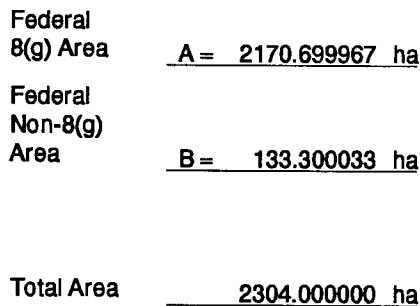 Federal
8(g) Area A = 2170.699967 ha
Federal
Non-8(g)
Area B = 133.300033 ha
Total Area 2304.000000 ha